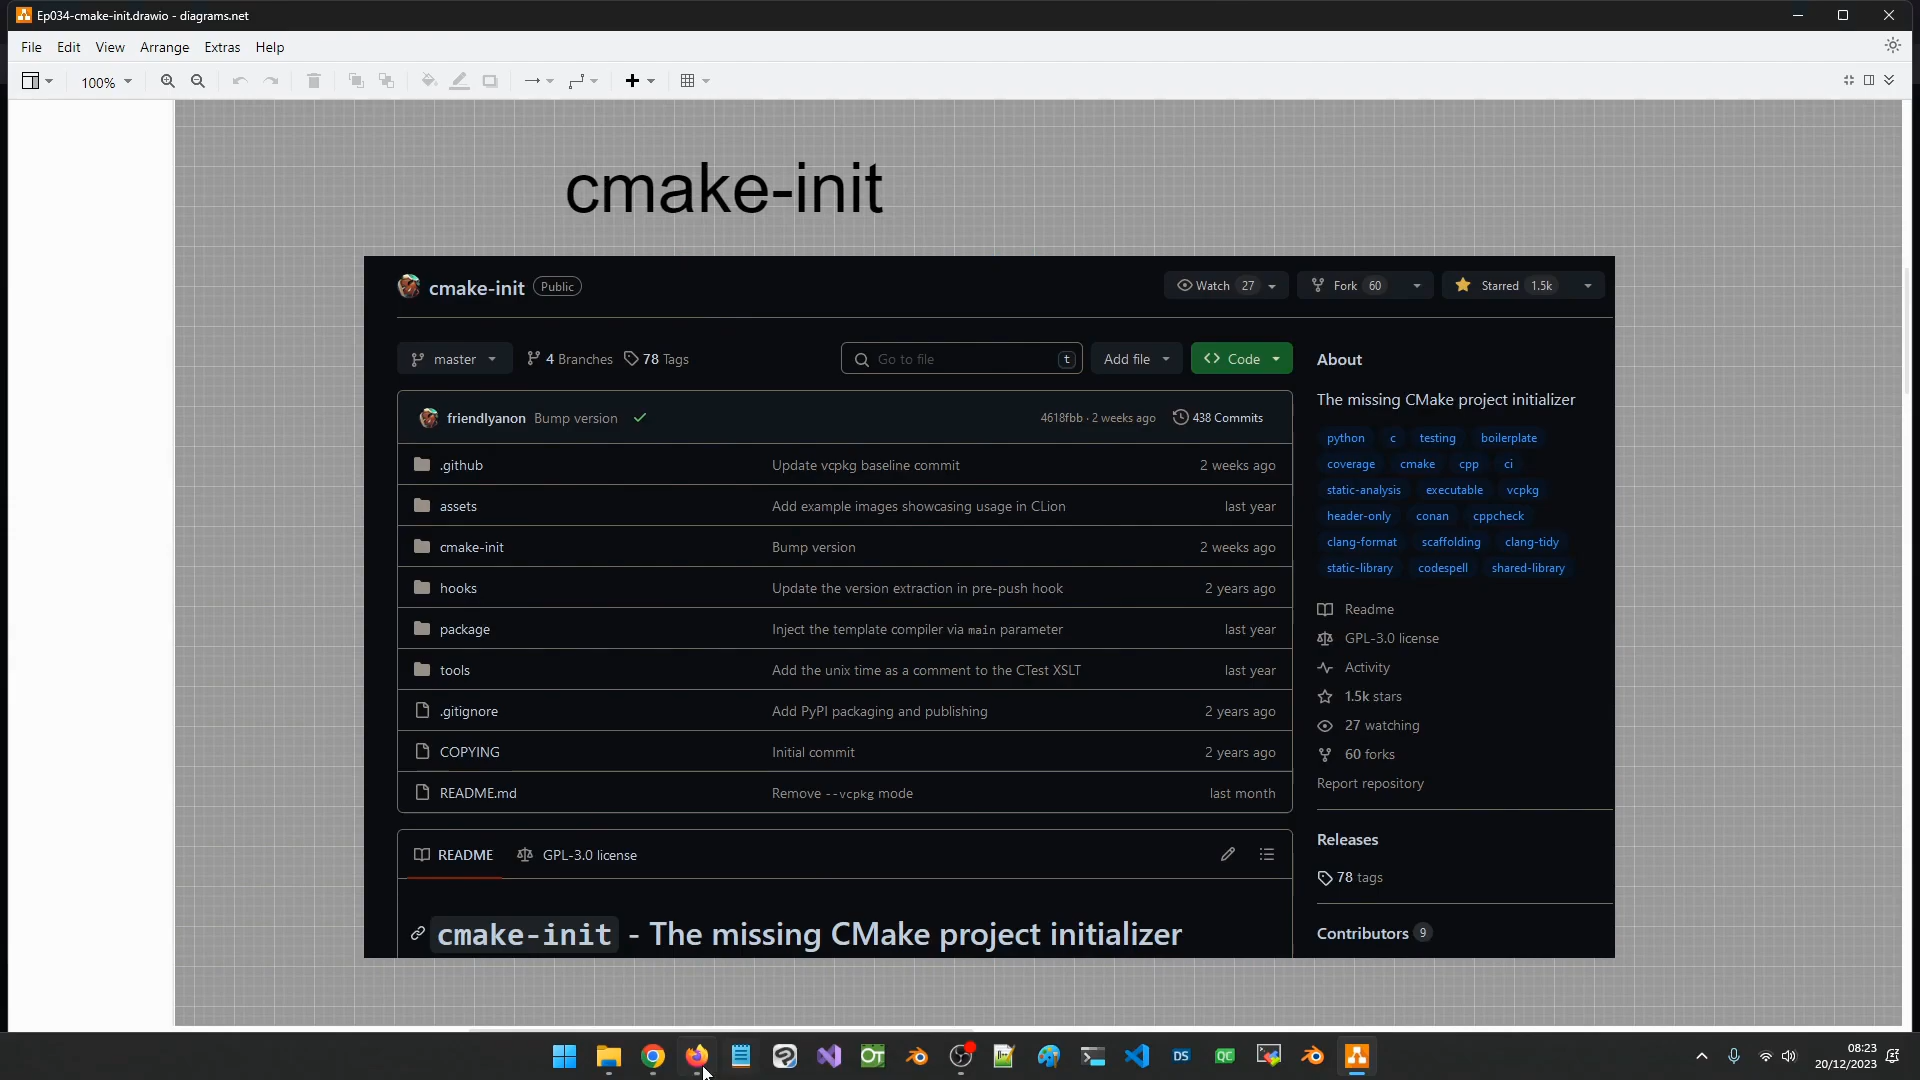 Ep034-cmake-init.drawio - diagrams.net
File Edit View Arrange Extras Help
100%
cmake-init
cmake-init Public
Watch 27 Fork 60 Starred 1.5k
master 4 Branches 78 Tags Go to file t Add file Code
About
The missing CMake project initializer
friendlyanon Bump version 4618fbb · 2 weeks ago 438 Commits
python c testing boilerplate
coverage cmake cpp ci
static-analysis executable vcpkg
header-only conan cppcheck
clang-format scaffolding clang-tidy
static-library codespell shared-library
.github Update vcpkg baseline commit 2 weeks ago
assets Add example images showcasing usage in CLion last year
cmake-init Bump version 2 weeks ago
hooks Update the version extraction in pre-push hook 2 years ago
package Inject the template compiler via main parameter last year
tools Add the unix time as a comment to the CTest XSLT last year
.gitignore Add PyPI packaging and publishing 2 years ago
COPYING Initial commit 2 years ago
README.md Remove --vcpkg mode last month
Readme
GPL-3.0 license
Activity
1.5k stars
27 watching
60 forks
Report repository
Releases
78 tags
Contributors 9
README GPL-3.0 license
cmake-init - The missing CMake project initializer
OT
DS
QC
08:23
20/12/2023